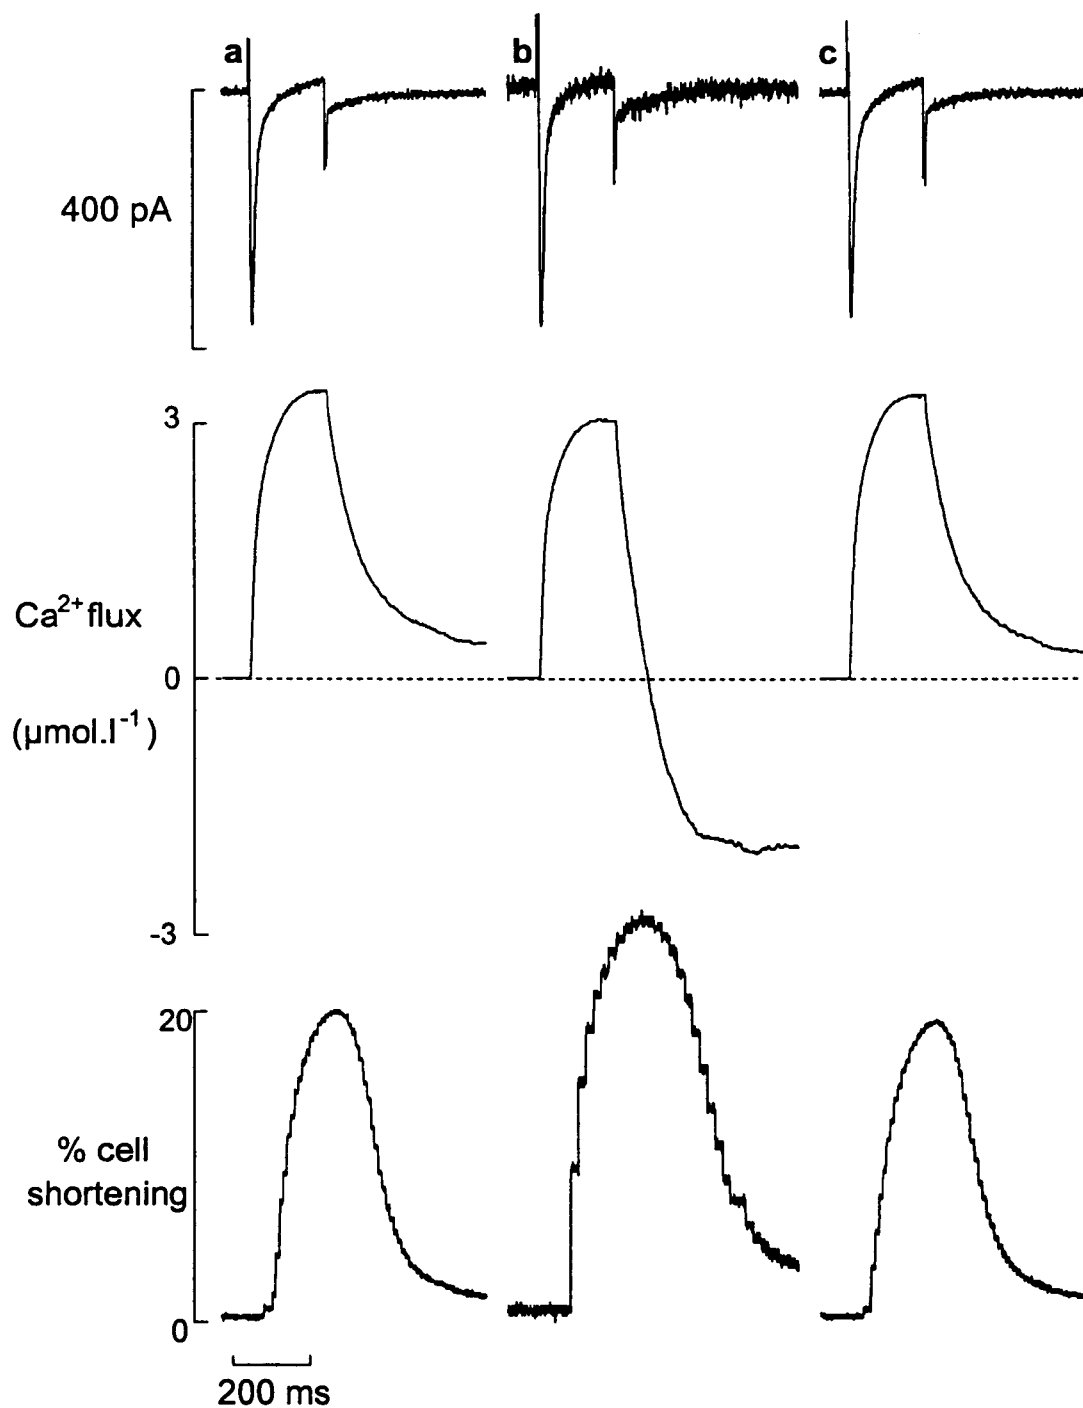 a b c
400 pA
3
Ca²⁺ flux
0
(µmol.l⁻¹)
-3
20
% cell
shortening
0
200 ms